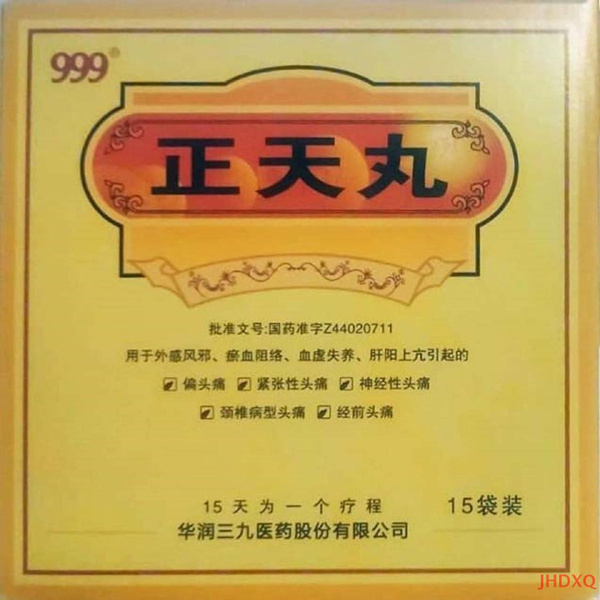 999®
正天丸
批准文号:国药准字Z44020711
用于外感风邪、瘀血阻络、血虚失养、肝阳上亢引起的
偏头痛 紧张性头痛 神经性头痛
颈椎病型头痛 经前头痛
15天为一个疗程 15袋装
华润三九医药股份有限公司
JHDXQ